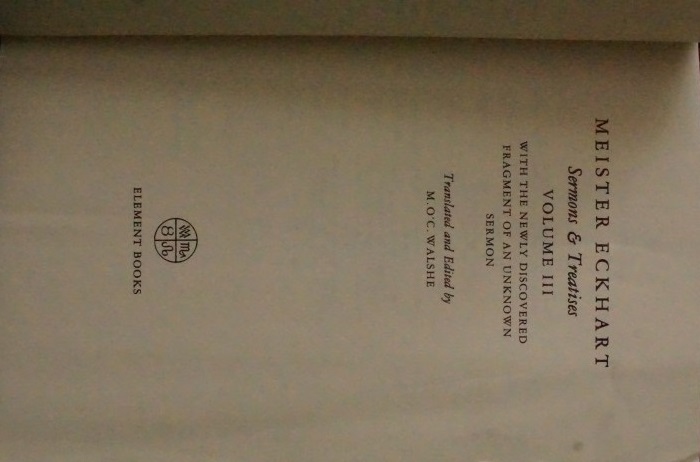 MEISTER ECKHART
Sermons & Treatises
VOLUME III
WITH THE NEWLY DISCOVERED
FRAGMENT OF AN UNKNOWN
SERMON
Translated and Edited by
M. O'C. WALSHE
ELEMENT BOOKS